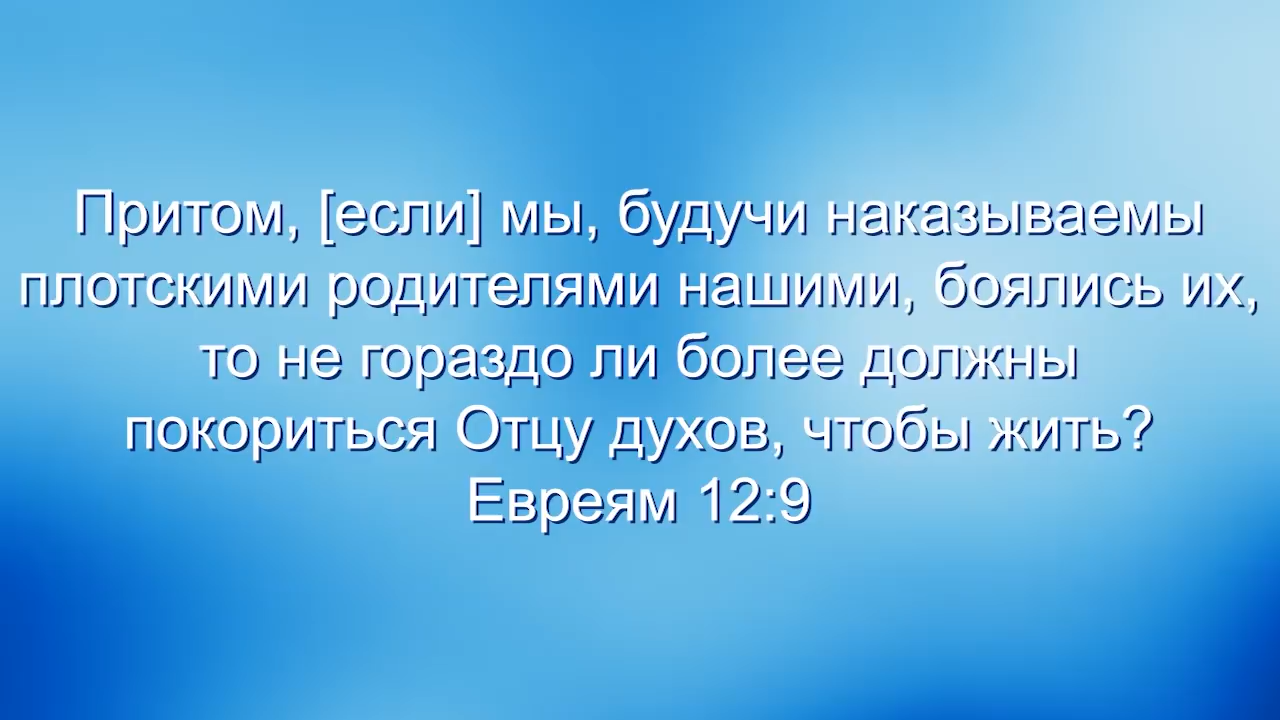 Притом, [если] мы, будучи наказываемы
плотскими родителями нашими, боялись их,
то не гораздо ли более должны
покориться Отцу духов, чтобы жить?
Евреям 12:9